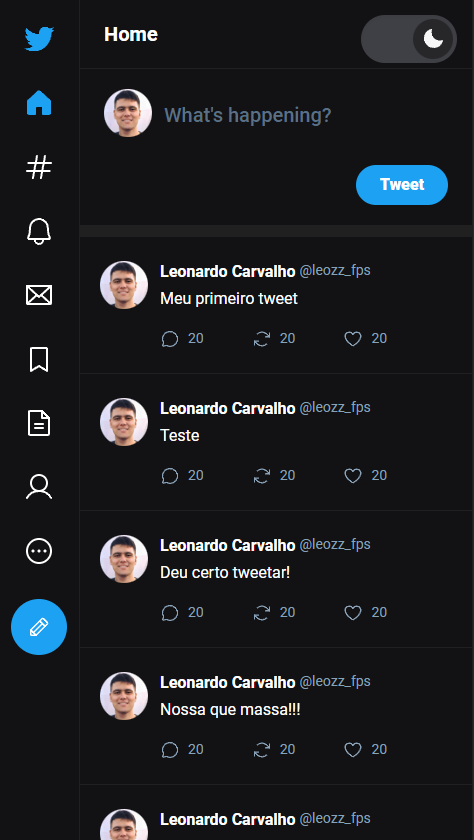 Home
What's happening?
Tweet
Leonardo Carvalho @leozz_fps
Meu primeiro tweet
20 20 20
Leonardo Carvalho @leozz_fps
Teste
20 20 20
Leonardo Carvalho @leozz_fps
Deu certo tweetar!
20 20 20
Leonardo Carvalho @leozz_fps
Nossa que massa!!!
20 20 20
Leonardo Carvalho @leozz_fps